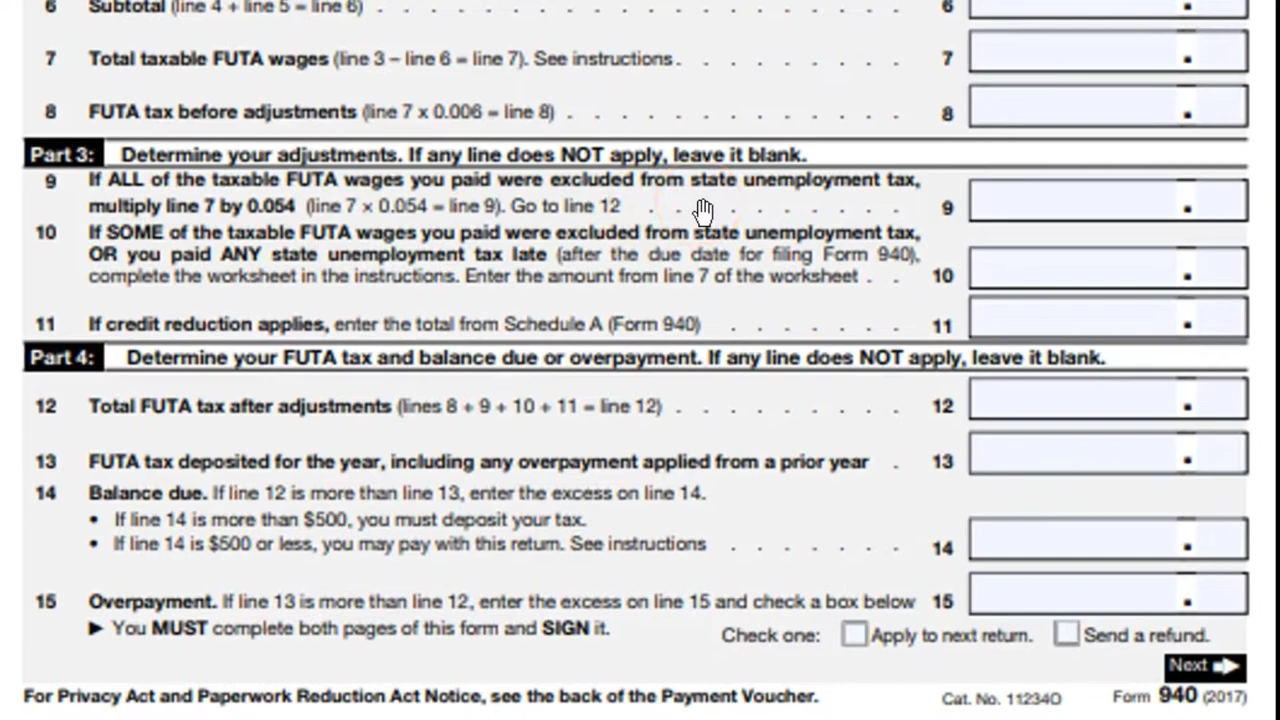 6 Subtotal (line 4 + line 5 = line 6) . . . . . . . . . . . . . . . . . . . . 6 .
7 Total taxable FUTA wages (line 3 – line 6 = line 7). See instructions. . . . . . . . . . 7 .
8 FUTA tax before adjustments (line 7 x 0.006 = line 8) . . . . . . . . . . . . . 8 .
Part 3: Determine your adjustments. If any line does NOT apply, leave it blank.
9 If ALL of the taxable FUTA wages you paid were excluded from state unemployment tax,
multiply line 7 by 0.054 (line 7 × 0.054 = line 9). Go to line 12 . . . . . . . . . . 9 .
10 If SOME of the taxable FUTA wages you paid were excluded from state unemployment tax,
OR you paid ANY state unemployment tax late (after the due date for filing Form 940),
complete the worksheet in the instructions. Enter the amount from line 7 of the worksheet . . 10 .
11 If credit reduction applies, enter the total from Schedule A (Form 940) . . . . . . . 11 .
Part 4: Determine your FUTA tax and balance due or overpayment. If any line does NOT apply, leave it blank.
12 Total FUTA tax after adjustments (lines 8 + 9 + 10 + 11 = line 12) . . . . . . . . . 12 .
13 FUTA tax deposited for the year, including any overpayment applied from a prior year . 13 .
14 Balance due. If line 12 is more than line 13, enter the excess on line 14.
• If line 14 is more than $500, you must deposit your tax.
• If line 14 is $500 or less, you may pay with this return. See instructions . . . . . . . 14 .
15 Overpayment. If line 13 is more than line 12, enter the excess on line 15 and check a box below 15 .
▶ You MUST complete both pages of this form and SIGN it. Check one: Apply to next return. Send a refund.
Next
For Privacy Act and Paperwork Reduction Act Notice, see the back of the Payment Voucher. Cat. No. 11234O Form 940 (2017)